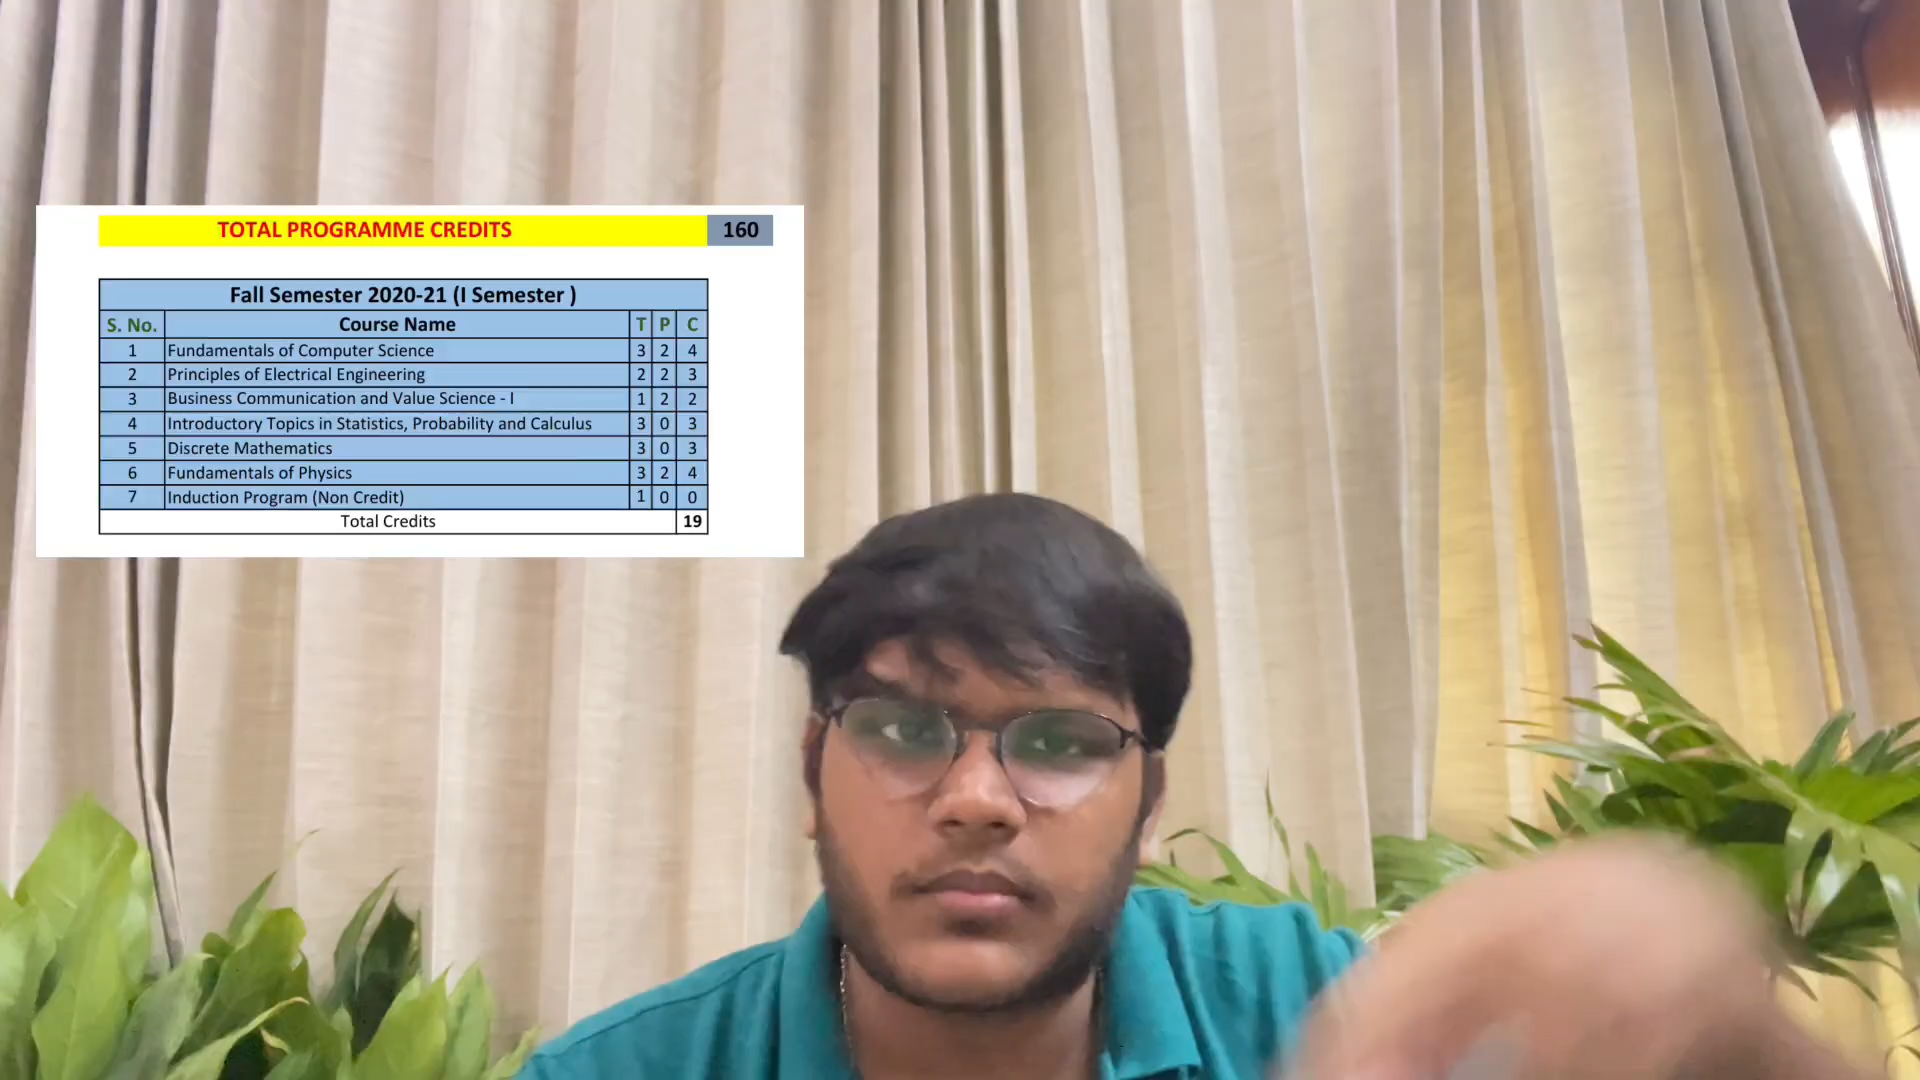 TOTAL PROGRAMME CREDITS 160
Fall Semester 2020-21 (I Semester )
S. No. Course Name T P C
1 Fundamentals of Computer Science 3 2 4
2 Principles of Electrical Engineering 2 2 3
3 Business Communication and Value Science - I 1 2 2
4 Introductory Topics in Statistics, Probability and Calculus 3 0 3
5 Discrete Mathematics 3 0 3
6 Fundamentals of Physics 3 2 4
7 Induction Program (Non Credit) 1 0 0
Total Credits 19